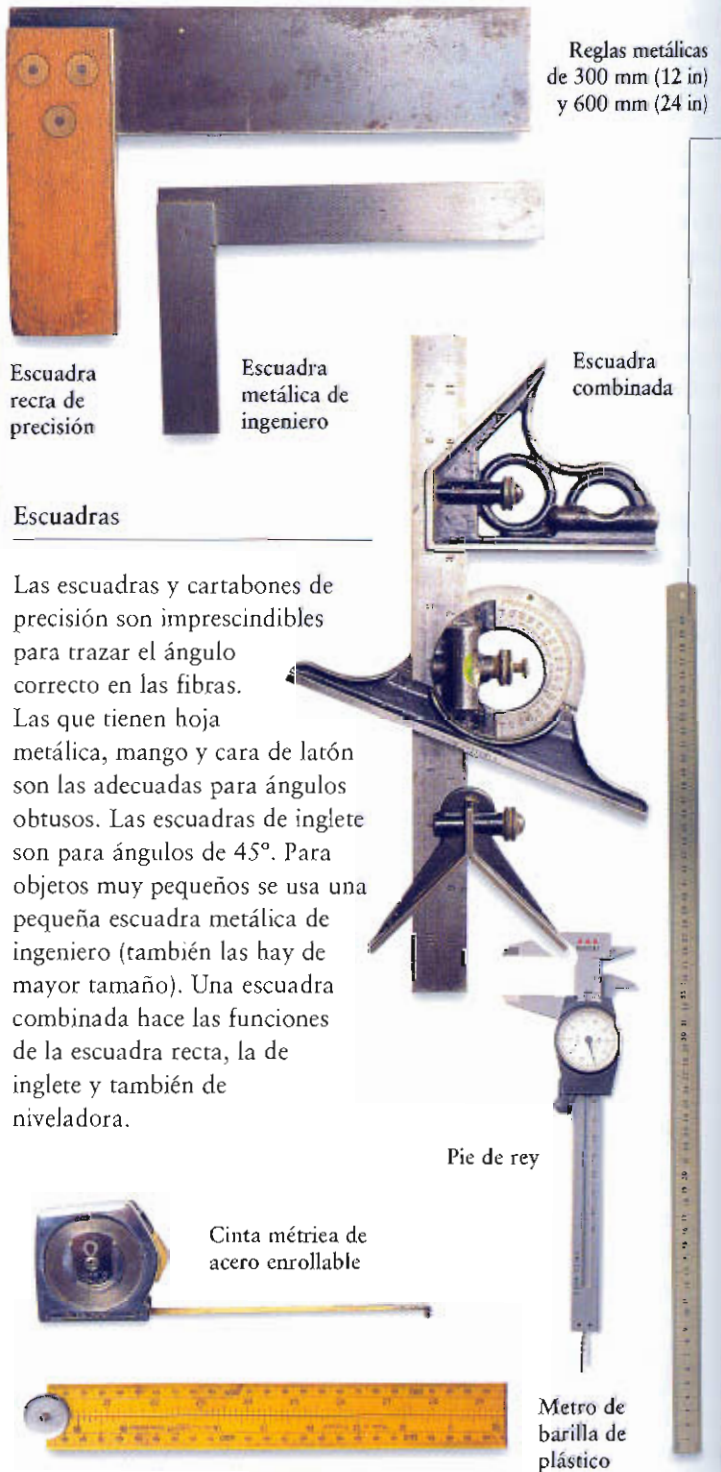 Reglas metálicas
de 300 mm (12 in)
y 600 mm (24 in)
Escuadra
recra de
precisión
Escuadra
metálica de
ingeniero
Escuadra
combinada
Escuadras
Las escuadras y cartabones de
precisión son imprescindibles
para trazar el ángulo
correcto en las fibras.
Las que tienen hoja
metálica, mango y cara de latón
son las adecuadas para ángulos
obtusos. Las escuadras de inglete
son para ángulos de 45º. Para
objetos muy pequeños se usa una
pequeña escuadra metálica de
ingeniero (también las hay de
mayor tamaño). Una escuadra
combinada hace las funciones
de la escuadra recta, la de
inglete y también de
niveladora.
Pie de rey
Cinta métriea de
acero enrollable
Metro de
barilla de
plástico